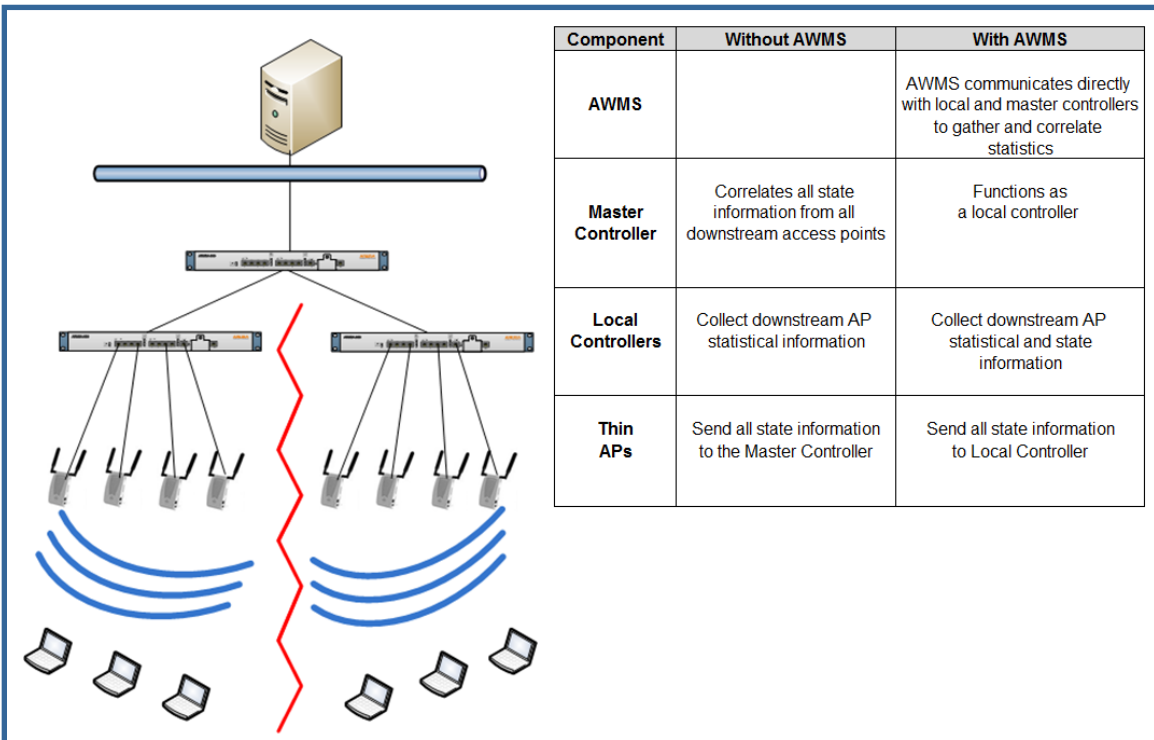 Component
Without AWMS
With AWMS
AWMS
AWMS communicates directly
with local and master controllers
to gather and correlate
statistics
Master
Controller
Correlates all state
information from all
downstream access points
Functions as
a local controller
Local
Controllers
Collect downstream AP
statistical information
Collect downstream AP
statistical and state
information
Thin
APs
Send all state information
to the Master Controller
Send all state information
to Local Controller